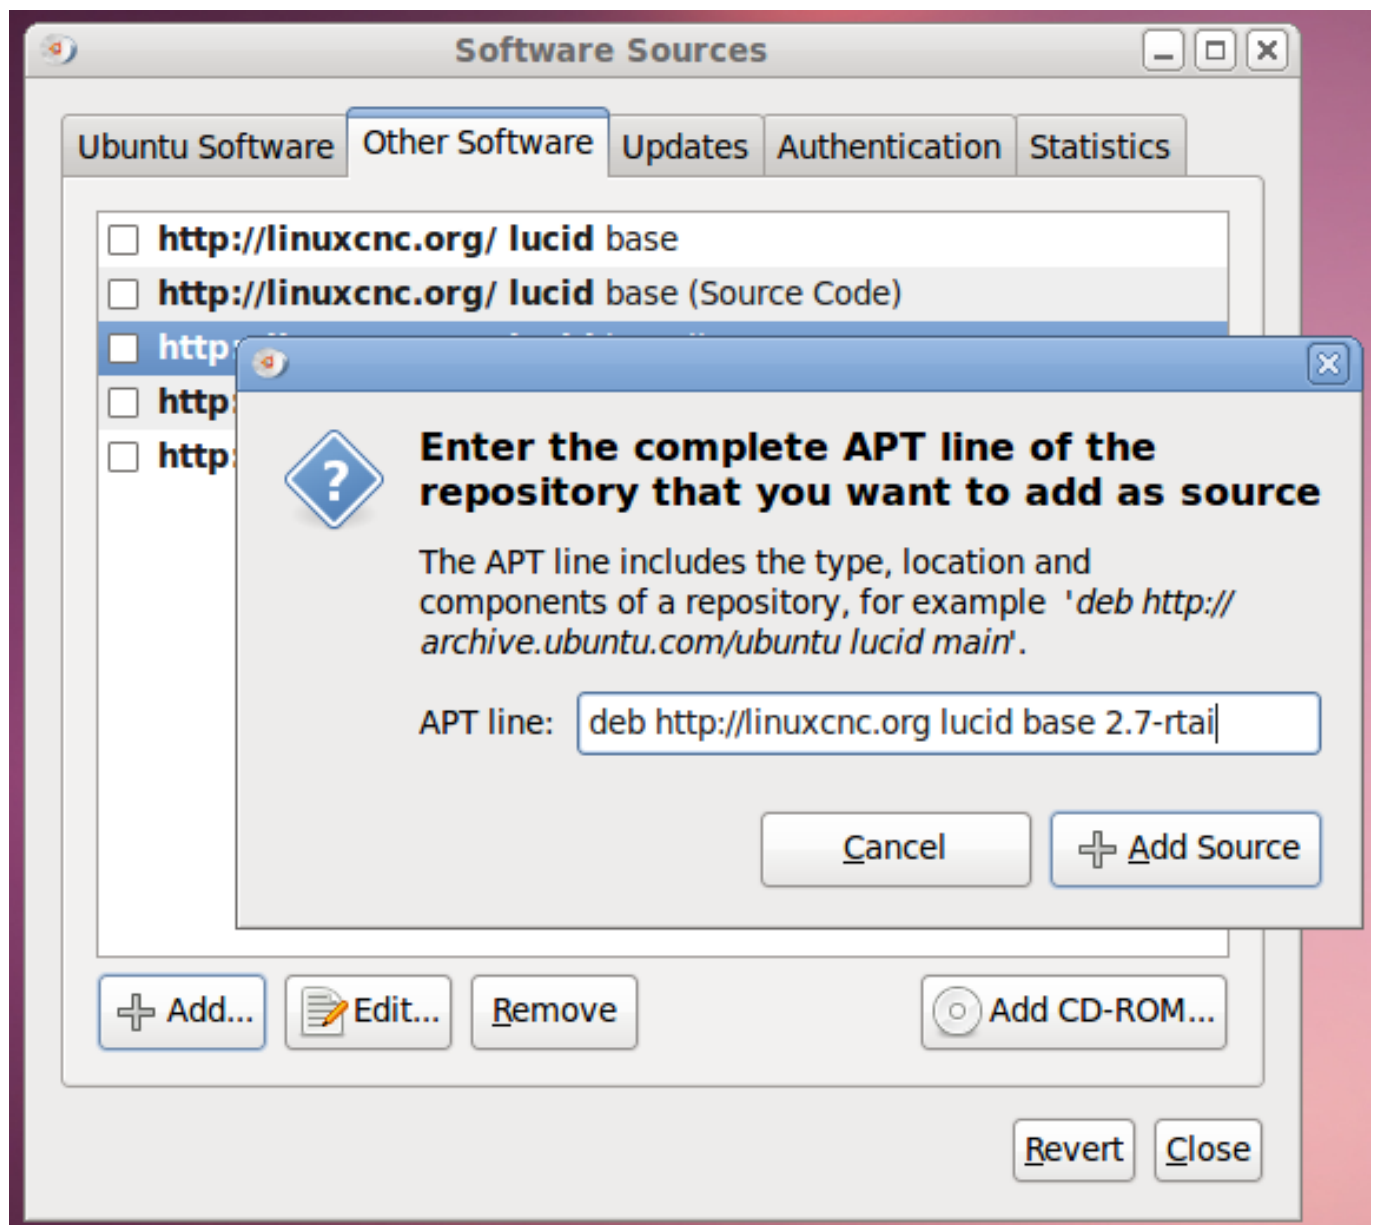 Software Sources
Ubuntu Software Other Software Updates Authentication Statistics
http://linuxcnc.org/ lucid base
http://linuxcnc.org/ lucid base (Source Code)
http:
http:
http:
Enter the complete APT line of the
repository that you want to add as source
The APT line includes the type, location and
components of a repository, for example 'deb http://
archive.ubuntu.com/ubuntu lucid main'.
APT line: deb http://linuxcnc.org lucid base 2.7-rtai
Cancel Add Source
Add... Edit... Remove Add CD-ROM...
Revert Close